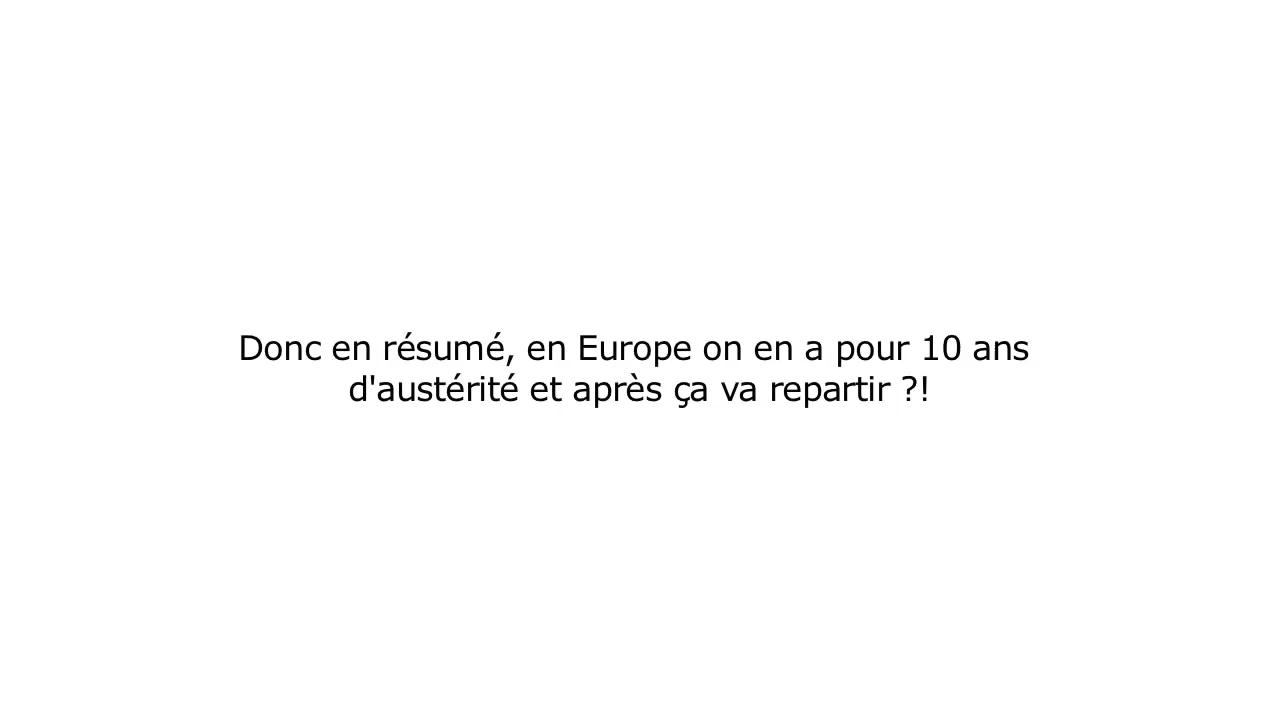 Donc en résumé, en Europe on en a pour 10 ans
d'austérité et après ça va repartir ?!